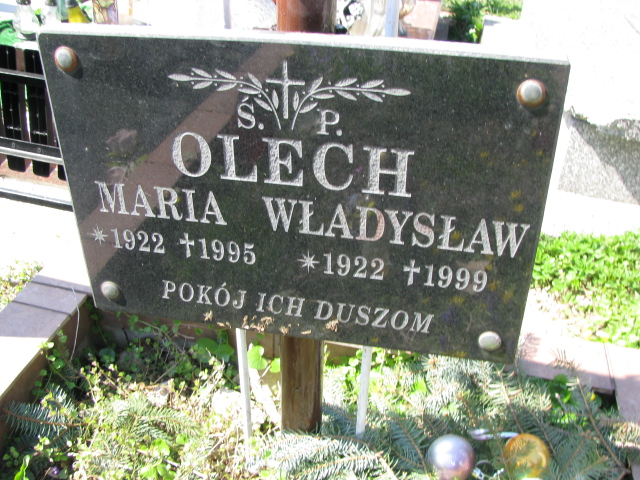 Ś. P.
OLECH
MARIA WŁADYSŁAW
*1922 †1995 *1922 †1999
POKÓJ ICH DUSZOM